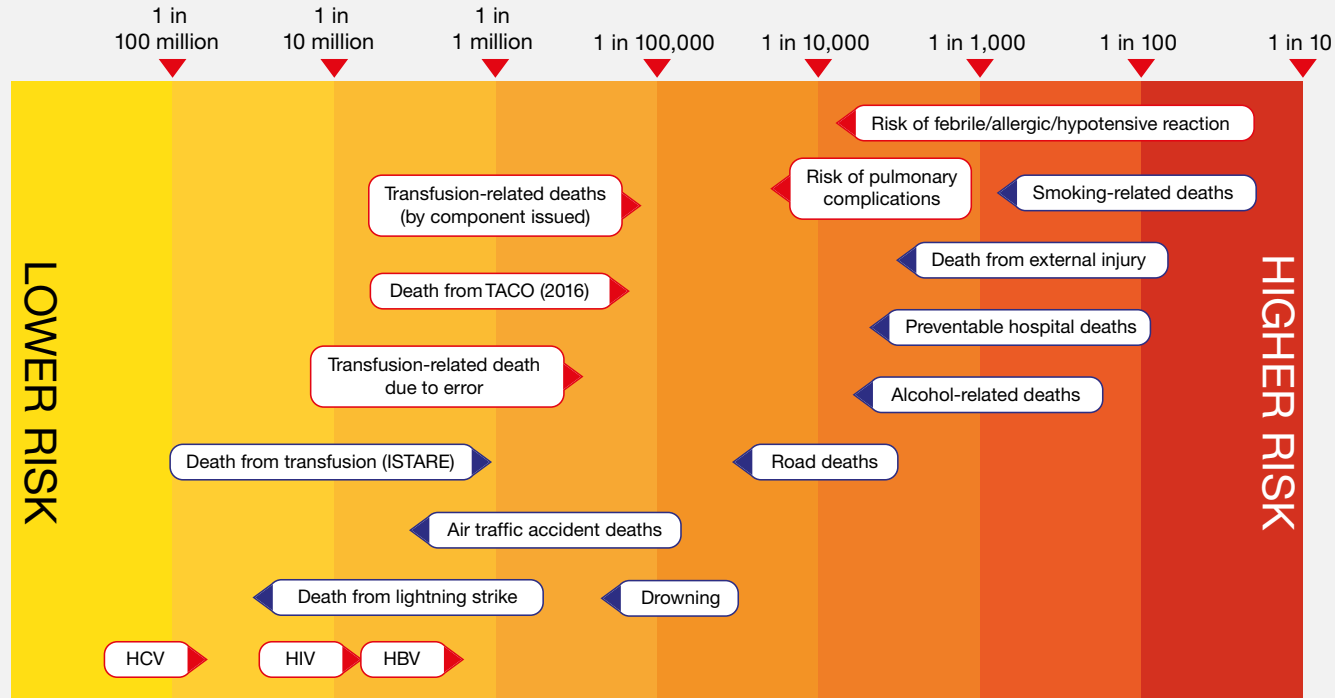 1 in
100 million
1 in
10 million
1 in
1 million
1 in 100,000
1 in 10,000
1 in 1,000
1 in 100
1 in 10
Risk of febrile/allergic/hypotensive reaction
Transfusion-related deaths
(by component issued)
Risk of pulmonary
complications
Smoking-related deaths
Death from external injury
Death from TACO (2016)
Preventable hospital deaths
Transfusion-related death
due to error
Alcohol-related deaths
Death from transfusion (ISTARE)
Road deaths
Air traffic accident deaths
Death from lightning strike
Drowning
HCV
HIV
HBV
LOWER RISK
HIGHER RISK